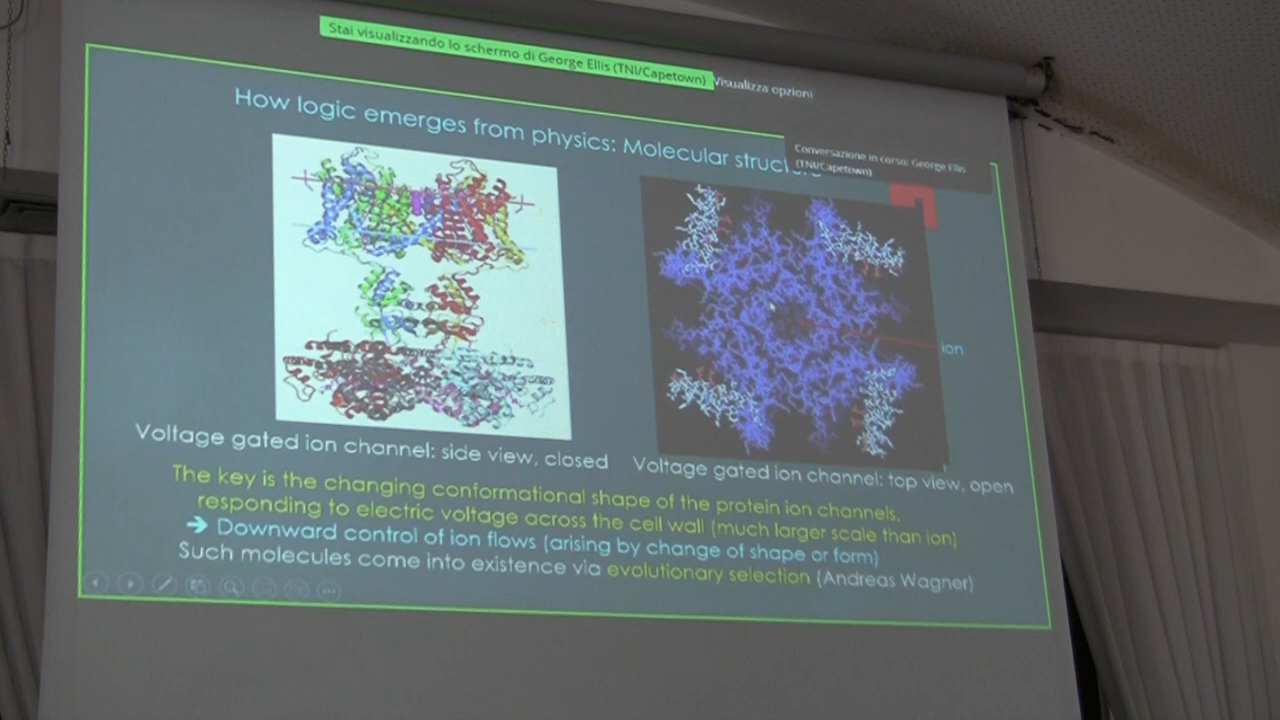 Stai visualizzando lo schermo di George Ellis (TNI/Capetown)
Visualizza opzioni
Conversazione in corso: George Ellis
(TNI/Capetown)
How logic emerges from physics: Molecular
ion
Voltage gated ion channel: side view, closed
Voltage gated ion channel: top view, open
The key is the changing conformational shape of the protein ion channels,
responding to electric voltage across the cell wall (much larger scale than ion)
➔ Downward control of ion flows (arising by change of shape or form)
Such molecules come into existence via evolutionary selection (Andreas Wagner)